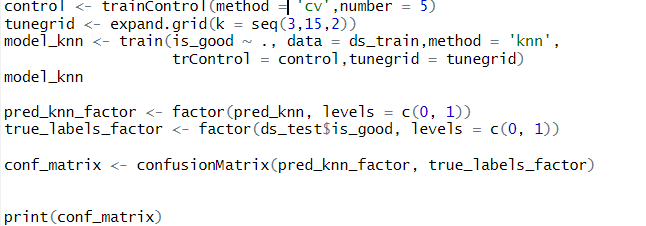 control <- trainControl(method = 'cv',number = 5)
tunegrid <- expand.grid(k = seq(3,15,2))
model_knn <- train(is_good ~ ., data = ds_train,method = 'knn',
                   trControl = control,tunegrid = tunegrid)
model_knn
pred_knn_factor <- factor(pred_knn, levels = c(0, 1))
true_labels_factor <- factor(ds_test$is_good, levels = c(0, 1))
conf_matrix <- confusionMatrix(pred_knn_factor, true_labels_factor)
print(conf_matrix)